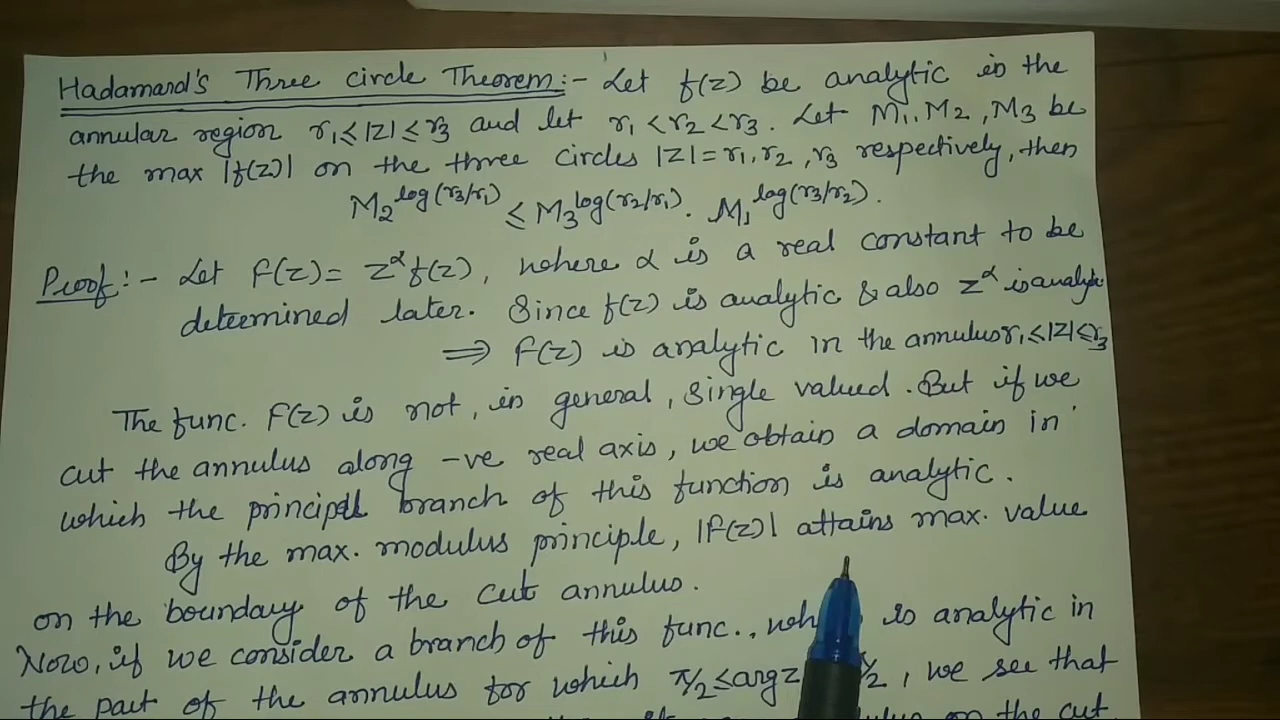 Hadamard's Three Circle Theorem:- Let f(z) be analytic in the
annular region r₁≤|z|≤r₃ and let r₁<r₂<r₃. Let M₁, M₂, M₃ be
the max |f(z)| on the three circles |z|=r₁, r₂, r₃ respectively, then
M₂^log(r₃/r₁) ≤ M₃^log(r₂/r₁). M₁^log(r₃/r₂).
Proof:- Let F(z)= z^α f(z), where α is a real constant to be
determined later. Since f(z) is analytic & also z^α is analytic
⇒ F(z) is analytic in the annulus r₁≤|z|≤r₃
The func. F(z) is not, in general, single valued. But if we
cut the annulus along -ve real axis, we obtain a domain in
which the principal branch of this function is analytic.
By the max. modulus principle, |F(z)| attains max. value
on the boundary of the cut annulus.
Now, if we consider a branch of this func., is analytic in
the part of the annulus for which π/2≤arg z /2, we see that
on the cut